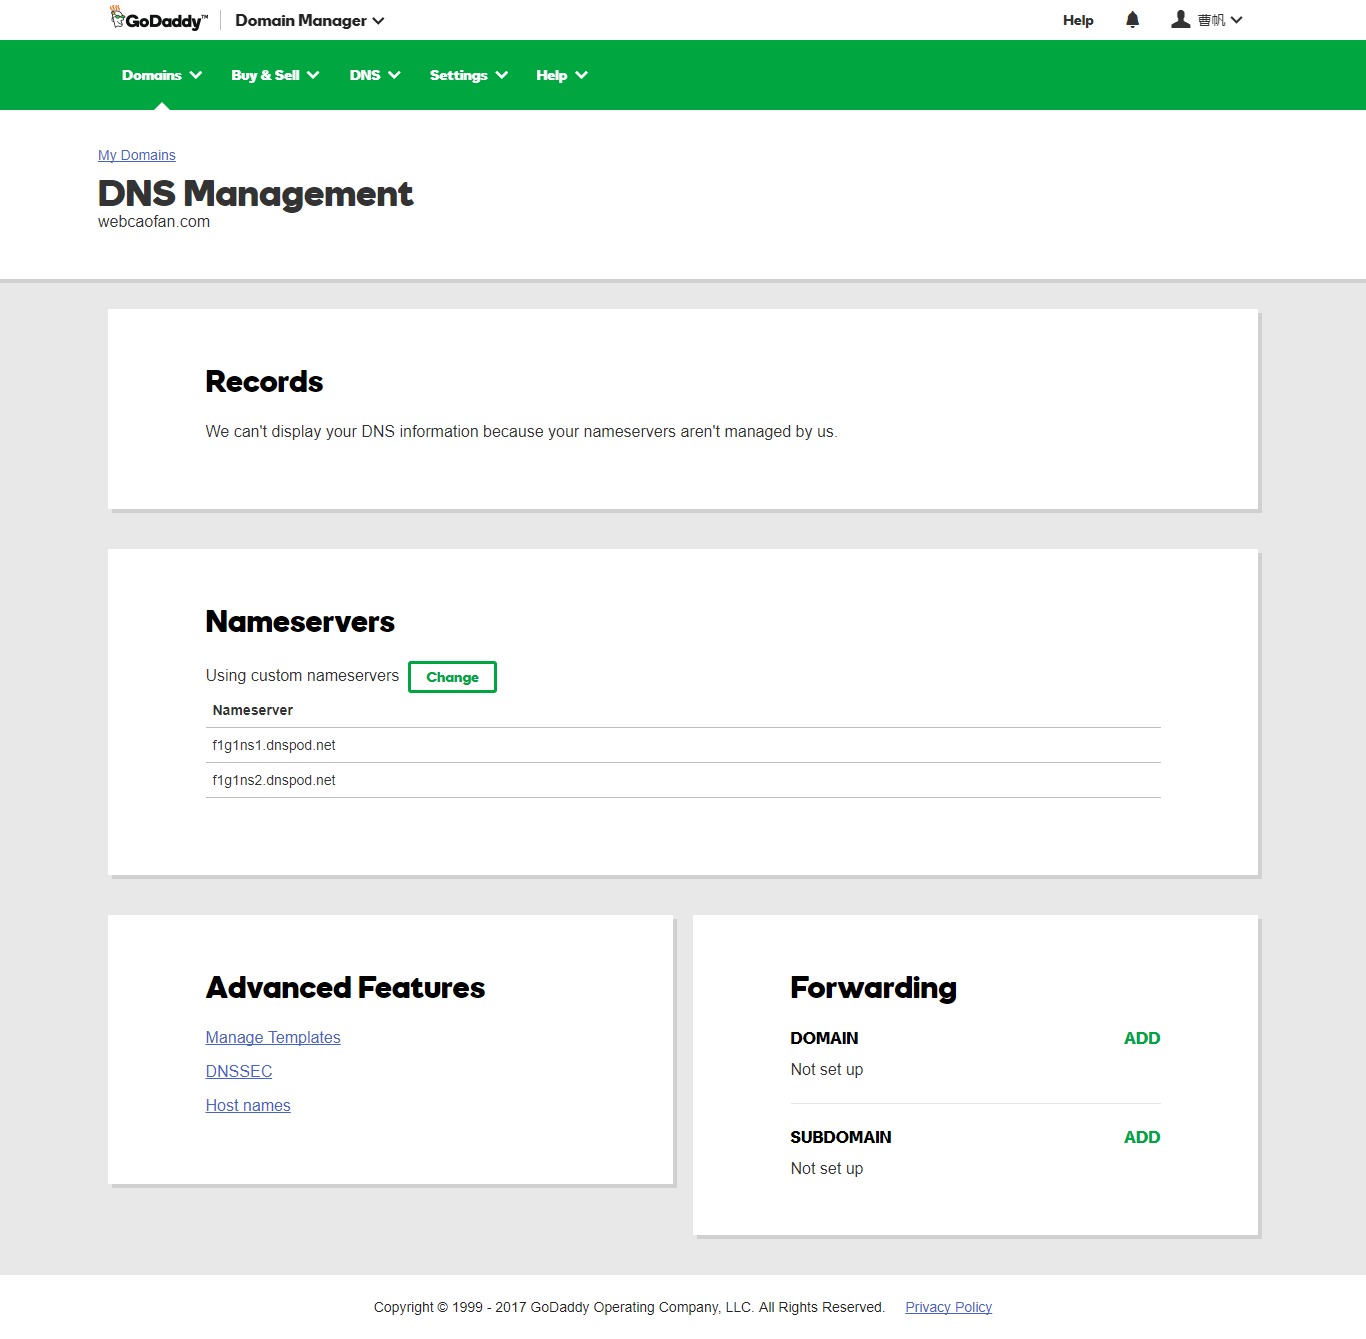 GoDaddy™ Domain Manager Help 曹帆
Domains Buy & Sell DNS Settings Help
My Domains
DNS Management
webcaofan.com
Records
We can't display your DNS information because your nameservers aren't managed by us.
Nameservers
Using custom nameservers Change
Nameserver
f1g1ns1.dnspod.net
f1g1ns2.dnspod.net
Advanced Features
Manage Templates
DNSSEC
Host names
Forwarding
DOMAIN ADD
Not set up
SUBDOMAIN ADD
Not set up
Copyright © 1999 - 2017 GoDaddy Operating Company, LLC. All Rights Reserved. Privacy Policy